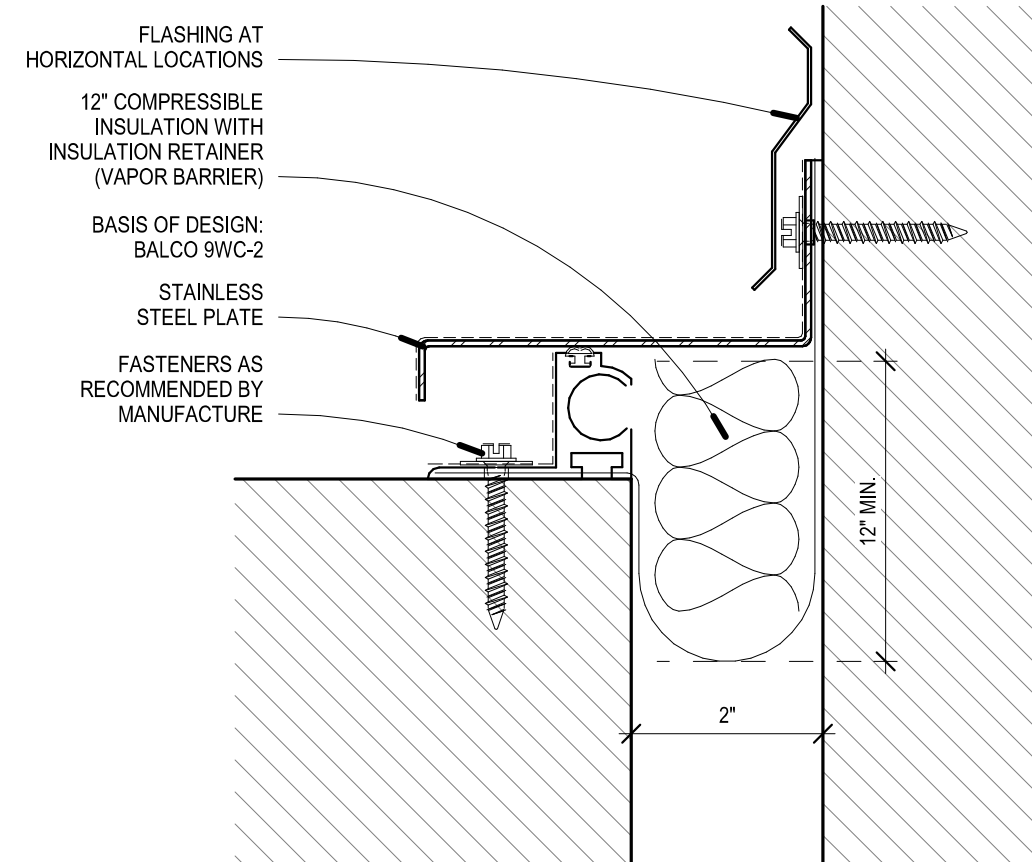 FLASHING AT
HORIZONTAL LOCATIONS
12" COMPRESSIBLE
INSULATION WITH
INSULATION RETAINER
(VAPOR BARRIER)
BASIS OF DESIGN:
BALCO 9WC-2
STAINLESS
STEEL PLATE
FASTENERS AS
RECOMMENDED BY
MANUFACTURE
12" MIN.
2"